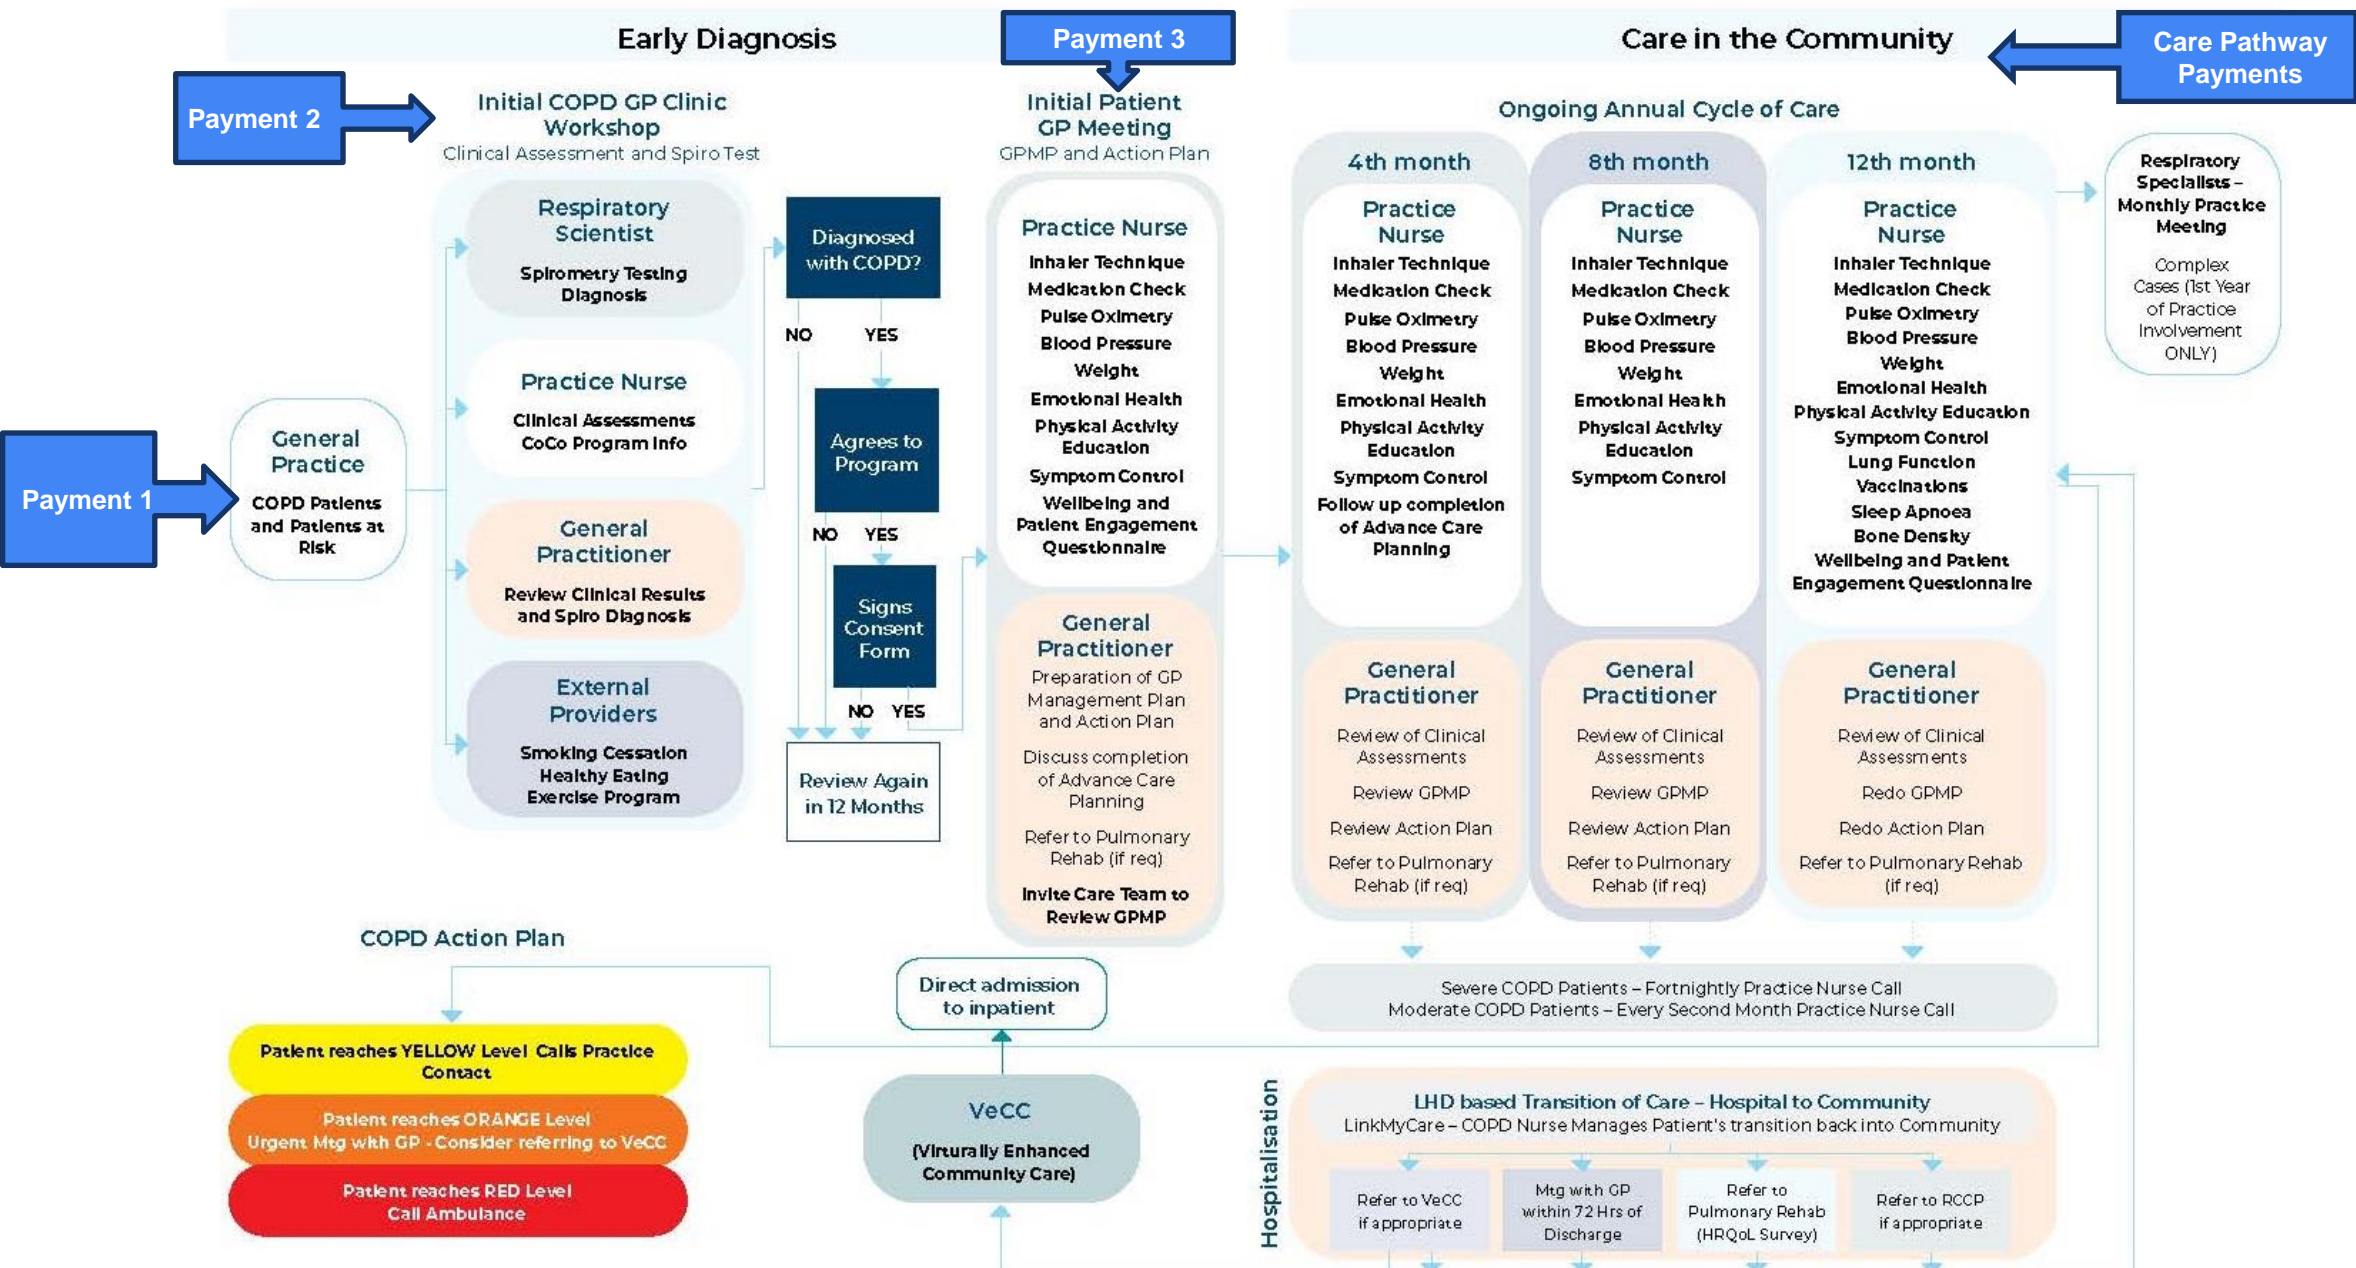 Early Diagnosis
Payment 3
Care in the Community
Care Pathway
Payments
Payment 2
Initial COPD GP Clinic
Workshop
Clinical Assessment and Spiro Test
Initial Patient
GP Meeting
GPMP and Action Plan
Ongoing Annual Cycle of Care
Payment 1
General
Practice
COPD Patients
and Patients at
Risk
Respiratory
Scientist
Spirometry Testing
Diagnosis
Practice Nurse
Clinical Assessments
CoCo Program Info
General
Practitioner
Review Clinical Results
and Spiro Diagnosis
External
Providers
Smoking Cessation
Healthy Eating
Exercise Program
Diagnosed
with COPD?
NO
YES
Agrees to
Program
NO
YES
Signs
Consent
Form
NO
YES
Review Again
in 12 Months
Practice Nurse
Inhaler Technique
Medication Check
Pulse Oximetry
Blood Pressure
Weight
Emotional Health
Physical Activity
Education
Symptom Control
Wellbeing and
Patient Engagement
Questionnaire
General
Practitioner
Preparation of GP
Management Plan
and Action Plan
Discuss completion
of Advance Care
Planning
Refer to Pulmonary
Rehab (if req)
Invite Care Team to
Review GPMP
4th month
Practice
Nurse
Inhaler Technique
Medication Check
Pulse Oximetry
Blood Pressure
Weight
Emotional Health
Physical Activity
Education
Symptom Control
Follow up completion
of Advance Care
Planning
General
Practitioner
Review of Clinical
Assessments
Review GPMP
Review Action Plan
Refer to Pulmonary
Rehab (if req)
8th month
Practice
Nurse
Inhaler Technique
Medication Check
Pulse Oximetry
Blood Pressure
Weight
Emotional Health
Physical Activity
Education
Symptom Control
General
Practitioner
Review of Clinical
Assessments
Review GPMP
Review Action Plan
Refer to Pulmonary
Rehab (if req)
12th month
Practice
Nurse
Inhaler Technique
Medication Check
Pulse Oximetry
Blood Pressure
Weight
Emotional Health
Physical Activity Education
Symptom Control
Lung Function
Vaccinations
Sleep Apnoea
Bone Density
Wellbeing and Patient
Engagement Questionnaire
General
Practitioner
Review of Clinical
Assessments
Redo GPMP
Redo Action Plan
Refer to Pulmonary Rehab
(if req)
Respiratory
Specialists –
Monthly Practice
Meeting
Complex
Cases (1st Year
of Practice
Involvement
ONLY)
Severe COPD Patients – Fortnightly Practice Nurse Call
Moderate COPD Patients – Every Second Month Practice Nurse Call
COPD Action Plan
Patient reaches YELLOW Level Calls Practice
Contact
Patient reaches ORANGE Level
Urgent Mtg with GP - Consider referring to VeCC
Patient reaches RED Level
Call Ambulance
Direct admission
to inpatient
VeCC
(Virturally Enhanced
Community Care)
Hospitalisation
LHD based Transition of Care – Hospital to Community
LinkMyCare – COPD Nurse Manages Patient's transition back into Community
Refer to VeCC
if appropriate
Mtg with GP
within 72 Hrs of
Discharge
Refer to
Pulmonary Rehab
(HRQoL Survey)
Refer to RCCP
if appropriate